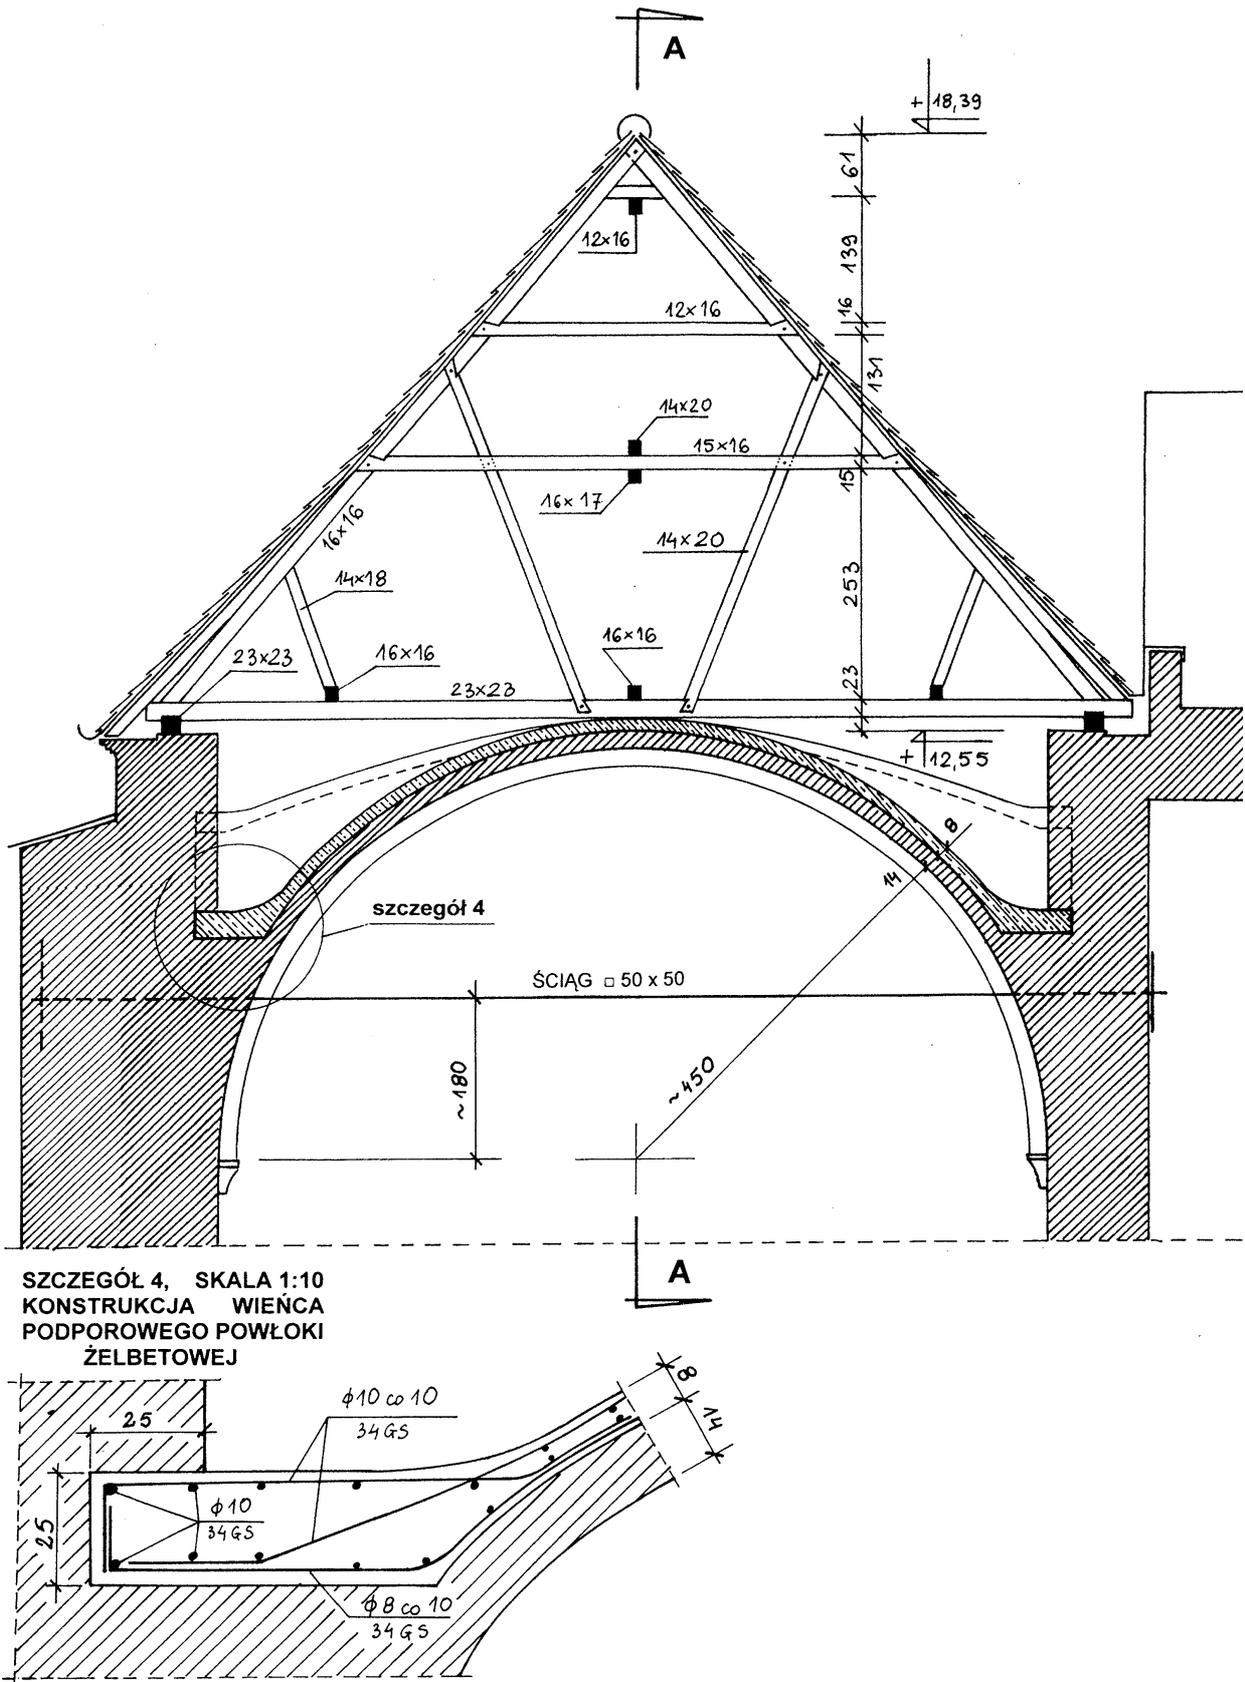 A
+ 18,39
61
12×16
139
12×16
16
131
14×20
15×16
15
16×17
16×16
14×20
14×18
253
16×16
23×23
16×16
23×23
23
+ 12,55
8
14
szczegół 4
ŚCIĄG □ 50 x 50
~180
~450
A
SZCZEGÓŁ 4, SKALA 1:10
KONSTRUKCJA WIEŃCA
PODPOROWEGO POWŁOKI
ŻELBETOWEJ
8
14
25
ϕ10 co 10
34GS
25
ϕ10
34GS
ϕ8 co 10
34GS